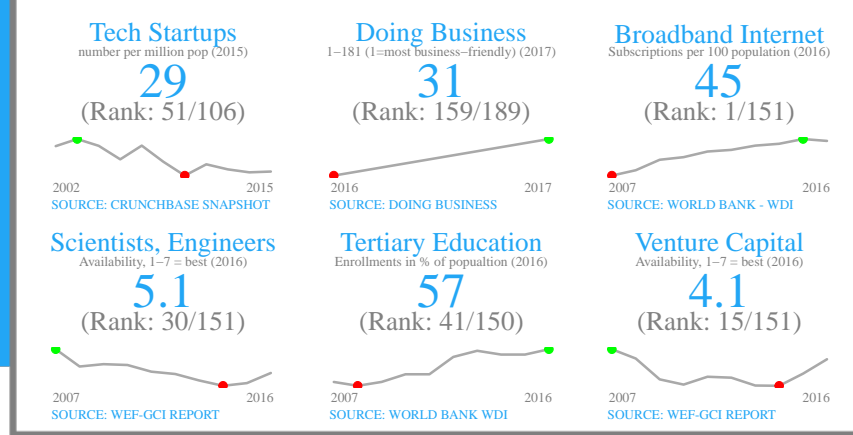 Tech Startups
number per million pop (2015)
29
(Rank: 51/106)
2002 2015
SOURCE: CRUNCHBASE SNAPSHOT
Doing Business
1−181 (1=most business−friendly) (2017)
31
(Rank: 159/189)
2016 2017
SOURCE: DOING BUSINESS
Broadband Internet
Subscriptions per 100 population (2016)
45
(Rank: 1/151)
2007 2016
SOURCE: WORLD BANK - WDI
Scientists, Engineers
Availability, 1−7 = best (2016)
5.1
(Rank: 30/151)
2007 2016
SOURCE: WEF-GCI REPORT
Tertiary Education
Enrollments in % of popualtion (2016)
57
(Rank: 41/150)
2007 2016
SOURCE: WORLD BANK WDI
Venture Capital
Availability, 1−7 = best (2016)
4.1
(Rank: 15/151)
2007 2016
SOURCE: WEF-GCI REPORT